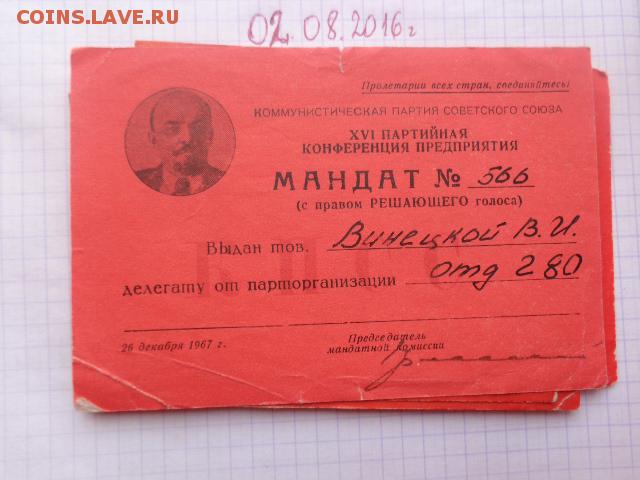 COINS.LAVE.RU
02.08.2016г
Пролетарии всех стран, соединяйтесь!
КОММУНИСТИЧЕСКАЯ ПАРТИЯ СОВЕТСКОГО СОЮЗА
XVI ПАРТИЙНАЯ
КОНФЕРЕНЦИЯ ПРЕДПРИЯТИЯ
МАНДАТ № 566
(с правом РЕШАЮЩЕГО голоса)
Выдан тов. Винецкой В.И.
КПСС
делегату от парторганизации отд 280
26 декабря 1967 г.
Председатель
мандатной комиссии